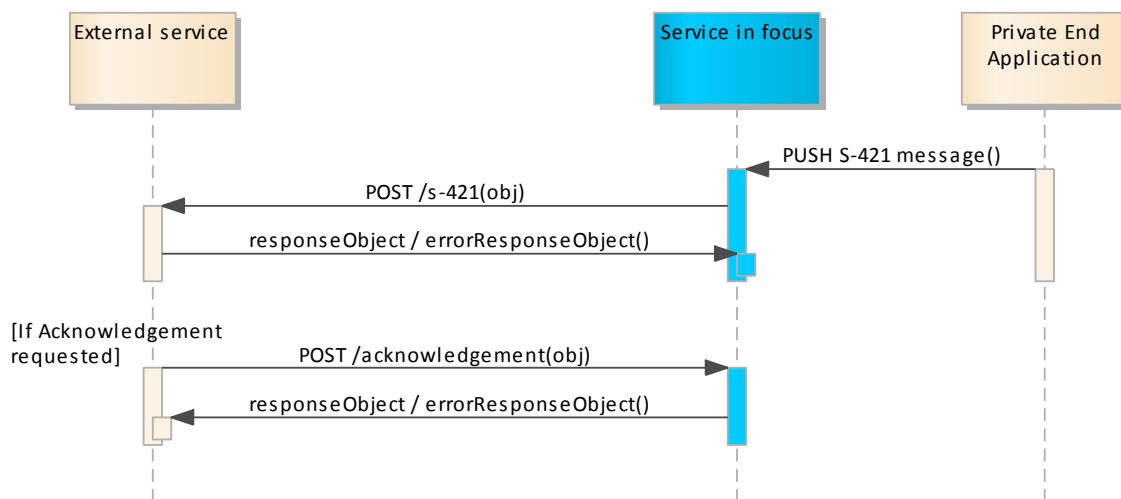 External service
Service in focus
Private End
Application
PUSH S-421 message()
POST /s-421(obj)
responseObject / errorResponseObject()
[If Acknowledgement
requested]
POST /acknowledgement(obj)
responseObject / errorResponseObject()